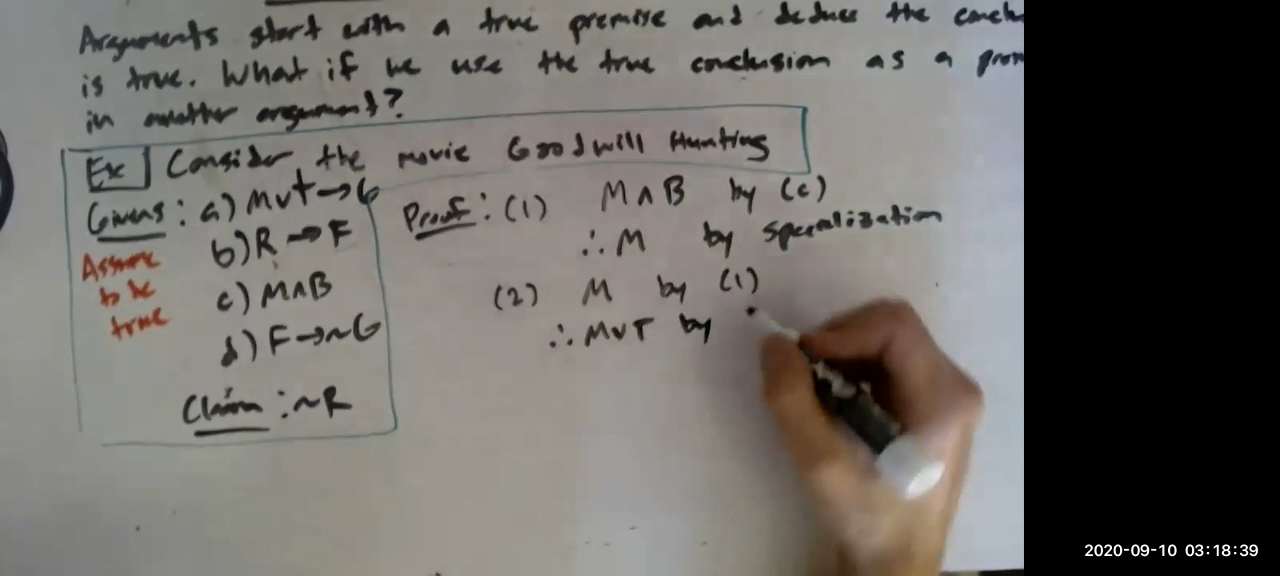 Arguments start with a true premise and deduce the
is true. What if we use the true conclusion as a
in another argument?
Ex Consider the movie Goodwill Hunting
Givens: a) MvT→G
Assume to be true
b) R→F
c) M∧B
d) F→~G
Claim: ~R
Proof: (1) M∧B by (c)
∴M by specialization
(2) M by (1)
∴MvT by
2020-09-10 03:18:39